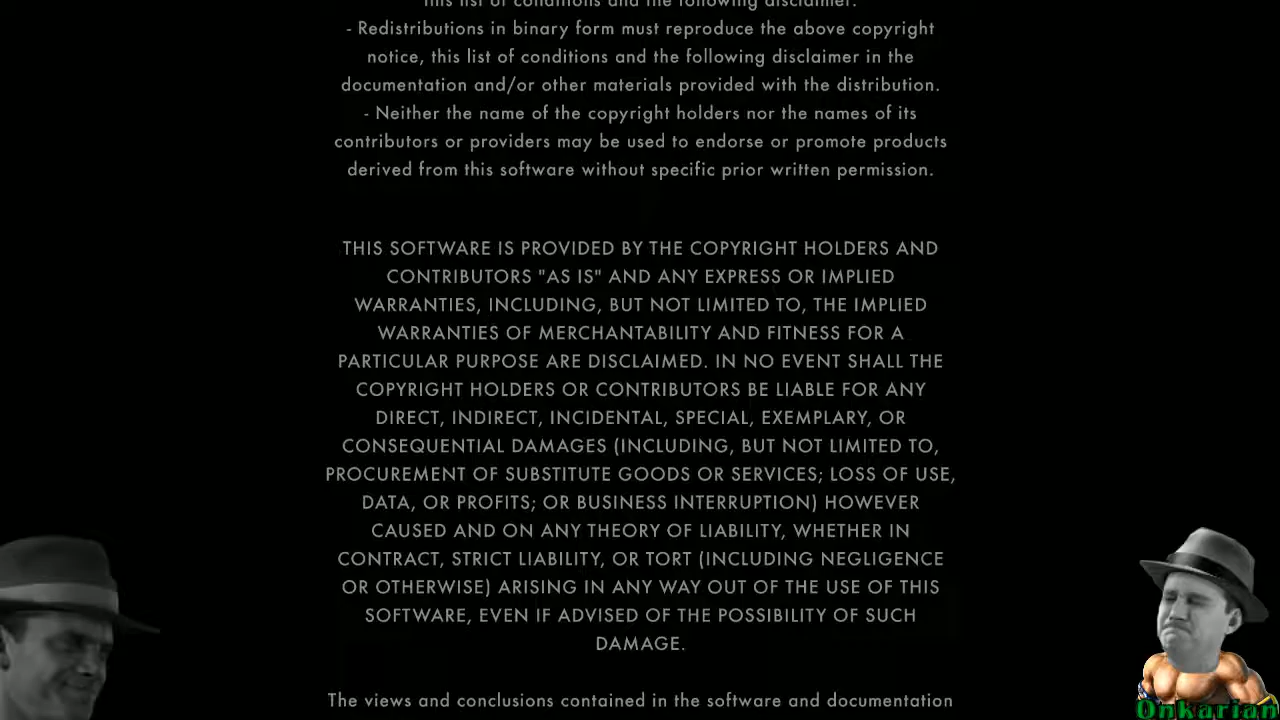 this list of conditions and the following disclaimer.
- Redistributions in binary form must reproduce the above copyright
notice, this list of conditions and the following disclaimer in the
documentation and/or other materials provided with the distribution.
- Neither the name of the copyright holders nor the names of its
contributors or providers may be used to endorse or promote products
derived from this software without specific prior written permission.
THIS SOFTWARE IS PROVIDED BY THE COPYRIGHT HOLDERS AND
CONTRIBUTORS "AS IS" AND ANY EXPRESS OR IMPLIED
WARRANTIES, INCLUDING, BUT NOT LIMITED TO, THE IMPLIED
WARRANTIES OF MERCHANTABILITY AND FITNESS FOR A
PARTICULAR PURPOSE ARE DISCLAIMED. IN NO EVENT SHALL THE
COPYRIGHT HOLDERS OR CONTRIBUTORS BE LIABLE FOR ANY
DIRECT, INDIRECT, INCIDENTAL, SPECIAL, EXEMPLARY, OR
CONSEQUENTIAL DAMAGES (INCLUDING, BUT NOT LIMITED TO,
PROCUREMENT OF SUBSTITUTE GOODS OR SERVICES; LOSS OF USE,
DATA, OR PROFITS; OR BUSINESS INTERRUPTION) HOWEVER
CAUSED AND ON ANY THEORY OF LIABILITY, WHETHER IN
CONTRACT, STRICT LIABILITY, OR TORT (INCLUDING NEGLIGENCE
OR OTHERWISE) ARISING IN ANY WAY OUT OF THE USE OF THIS
SOFTWARE, EVEN IF ADVISED OF THE POSSIBILITY OF SUCH
DAMAGE.
The views and conclusions contained in the software and documentation
Onkarian